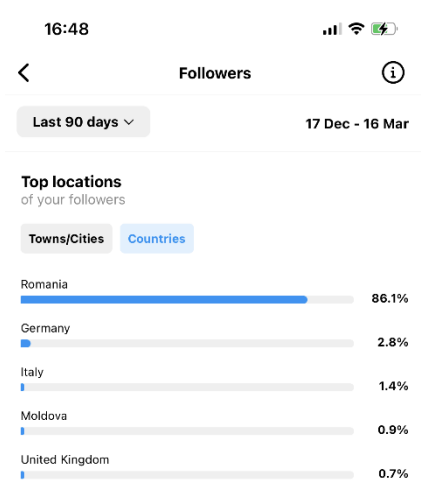 16:48
Followers
Last 90 days
17 Dec - 16 Mar
Top locations
of your followers
Towns/Cities
Countries
Romania
86.1%
Germany
2.8%
Italy
1.4%
Moldova
0.9%
United Kingdom
0.7%